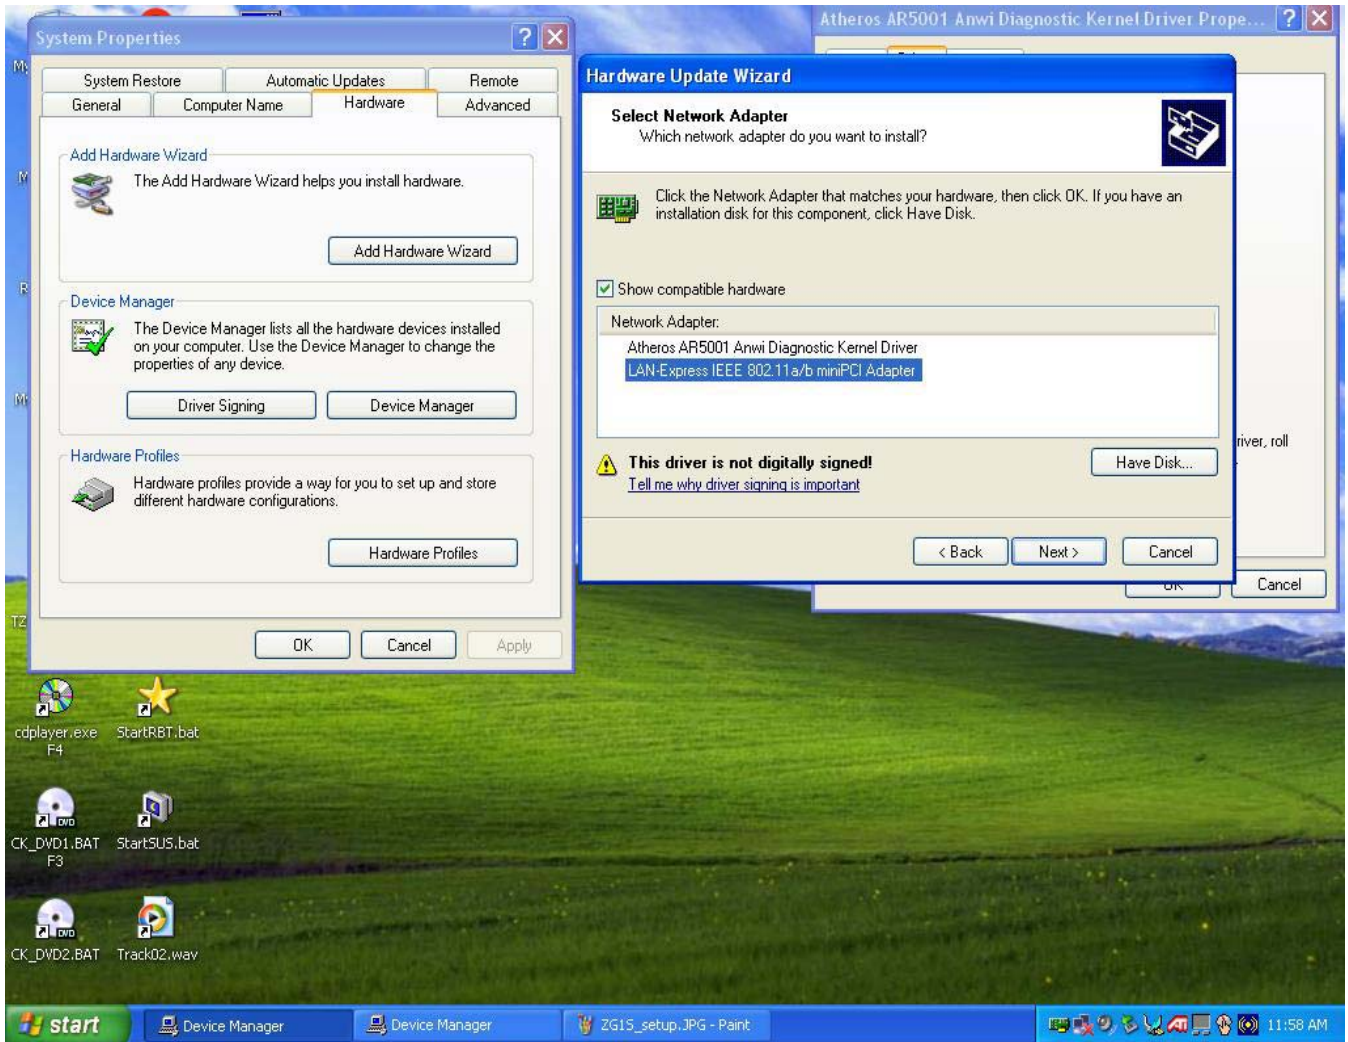 System Properties
System Restore
Automatic Updates
Remote
General
Computer Name
Hardware
Advanced
Add Hardware Wizard
The Add Hardware Wizard helps you install hardware.
Add Hardware Wizard
Device Manager
The Device Manager lists all the hardware devices installed
on your computer. Use the Device Manager to change the
properties of any device.
Driver Signing
Device Manager
Hardware Profiles
Hardware profiles provide a way for you to set up and store
different hardware configurations.
Hardware Profiles
OK
Cancel
Apply
Atheros AR5001 Anwi Diagnostic Kernel Driver Prope...
Hardware Update Wizard
Select Network Adapter
Which network adapter do you want to install?
Click the Network Adapter that matches your hardware, then click OK. If you have an
installation disk for this component, click Have Disk.
Show compatible hardware
Network Adapter:
Atheros AR5001 Anwi Diagnostic Kernel Driver
LAN-Express IEEE 802.11a/b miniPCI Adapter
This driver is not digitally signed!
Tell me why driver signing is important
Have Disk...
< Back
Next >
Cancel
river, roll
OK
Cancel
cdplayer.exe
F4
StartRBT.bat
CK_DVD1.BAT
F3
StartSUS.bat
CK_DVD2.BAT
Track02.wav
start
Device Manager
Device Manager
ZG1S_setup.JPG - Paint
11:58 AM